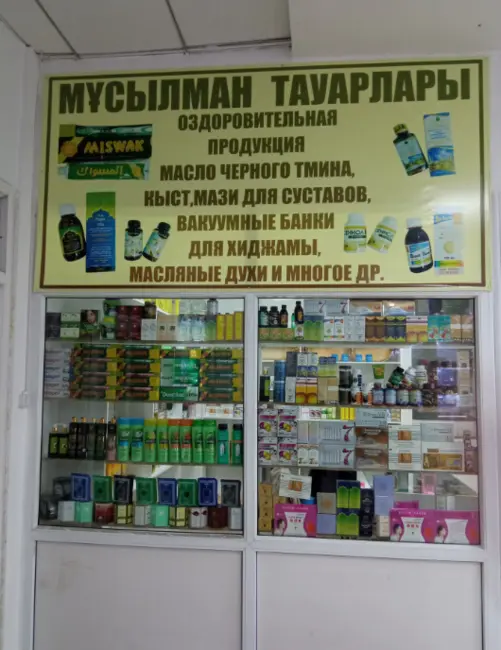 МҰСЫЛМАН ТАУАРЛАРЫ
ОЗДОРОВИТЕЛЬНАЯ
ПРОДУКЦИЯ
МАСЛО ЧЕРНОГО ТМИНА,
КЫСТ,МАЗИ ДЛЯ СУСТАВОВ,
ВАКУУМНЫЕ БАНКИ
ДЛЯ ХИДЖАМЫ,
МАСЛЯНЫЕ ДУХИ И МНОГОЕ ДР.
MISWAK
المسواك